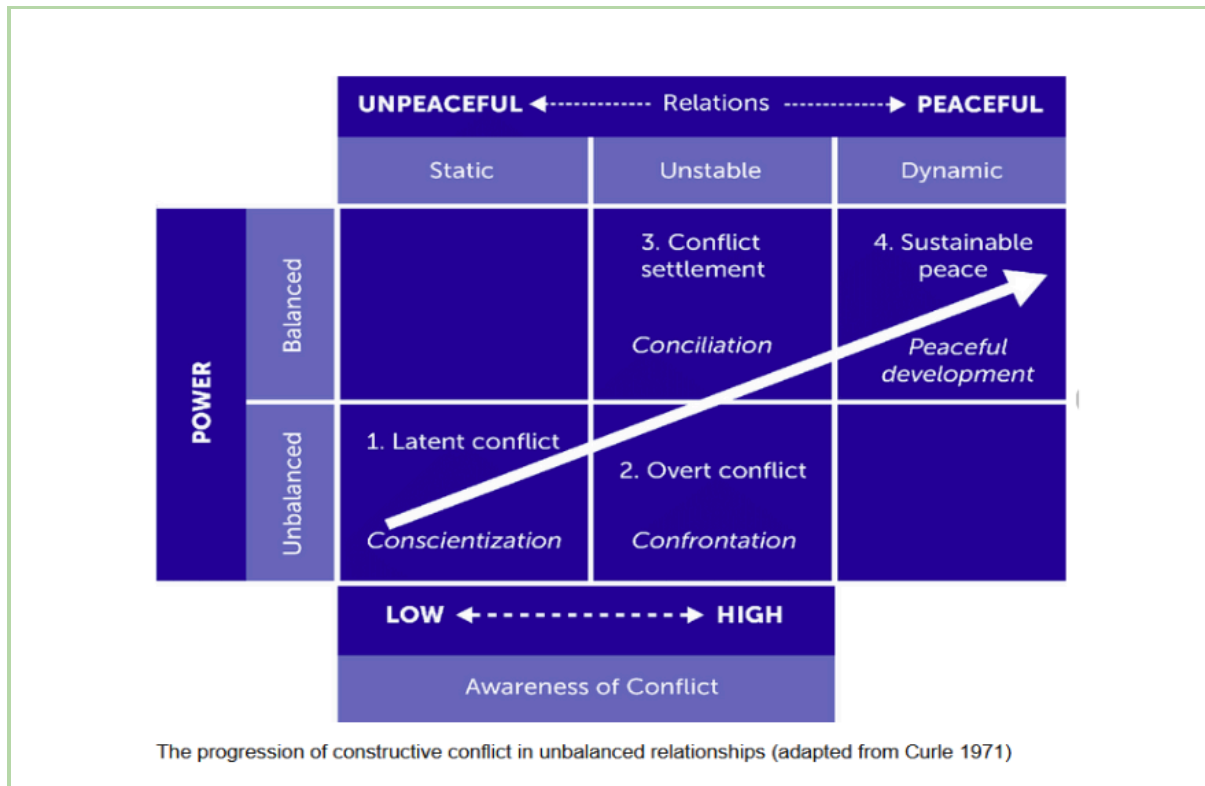 UNPEACEFUL Relations PEACEFUL
Static Unstable Dynamic
POWER
Balanced
3. Conflict
settlement
Conciliation
4. Sustainable
peace
Peaceful
development
Unbalanced
1. Latent conflict
Conscientization
2. Overt conflict
Confrontation
LOW HIGH
Awareness of Conflict
The progression of constructive conflict in unbalanced relationships (adapted from Curle 1971)